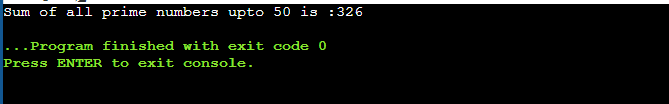 Sum of all prime numbers upto 50 is :326
...Program finished with exit code 0
Press ENTER to exit console.